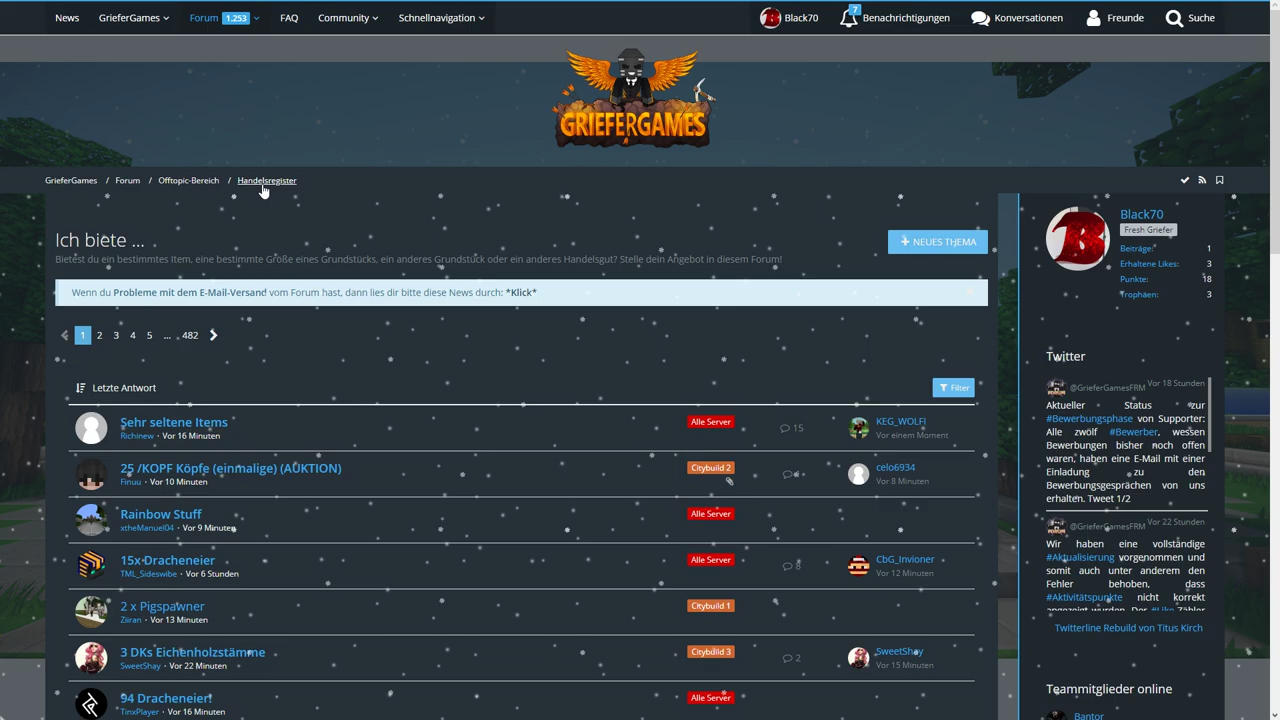 News GrieferGames Forum 1.253 FAQ Community Schnellnavigation Black70 7 Benachrichtigungen Konversationen Freunde Suche
GRIEFERGAMES
GrieferGames / Forum / Offtopic-Bereich / Handelsregister
Ich biete ...
NEUES THEMA
Bietest du ein bestimmtes Item, eine bestimmte Größe eines Grundstücks, ein anderes Grundstück oder ein anderes Handelsgut? Stelle dein Angebot in diesem Forum!
Wenn du Probleme mit dem E-Mail-Versand vom Forum hast, dann lies dir bitte diese News durch: *Klick*
1 2 3 4 5 ... 482
Letzte Antwort
Filter
Sehr seltene Items
Richinew • Vor 16 Minuten
Alle Server
15
KEG_WOLFI
Vor einem Moment
25 /KOPF Köpfe (einmalige) (AUKTION)
Finuu • Vor 10 Minuten
Citybuild 2
celo6934
Vor 8 Minuten
Rainbow Stuff
xtheManuel04 • Vor 9 Minuten
Alle Server
15x Dracheneier
TML_Sideswibe • Vor 6 Stunden
Alle Server
8
CbG_Invioner
Vor 12 Minuten
2 x Pigspawner
Ziiran • Vor 13 Minuten
Citybuild 1
3 DKs Eichenholzstämme
SweetShay • Vor 22 Minuten
Citybuild 3
2
SweetShay
Vor 15 Minuten
94 Dracheneier!
TinxPlayer • Vor 16 Minuten
Alle Server
Black70
Fresh Griefer
Beiträge: 1
Erhaltene Likes: 3
Punkte: 18
Trophäen: 3
Twitter
@GrieferGamesFRM Vor 18 Stunden
Aktueller Status zur
#Bewerbungsphase von Supporter:
Alle zwölf #Bewerber, wessen
Bewerbungen bisher noch offen
waren, haben eine E-Mail mit einer
Einladung zu den
Bewerbungsgesprächen von uns
erhalten. Tweet 1/2
@GrieferGamesFRM Vor 22 Stunden
Wir haben eine vollständige
#Aktualisierung vorgenommen und
somit auch unter anderem den
Fehler behoben, dass
#Aktivitätspunkte nicht korrekt
angezeigt wurden. Der #Like Zähler
Twitterline Rebuild von Titus Kirch
Teammitglieder online
Bantor